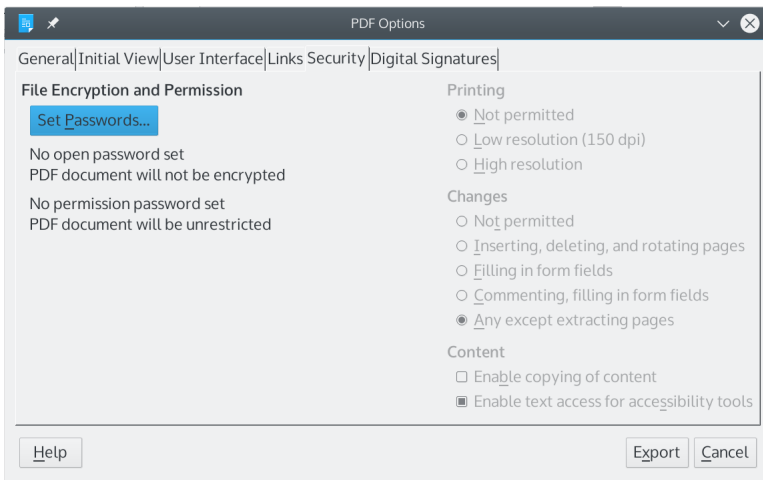 PDF Options
General Initial View User Interface Links Security Digital Signatures
File Encryption and Permission
Set Passwords...
No open password set
PDF document will not be encrypted
No permission password set
PDF document will be unrestricted
Printing
Not permitted
Low resolution (150 dpi)
High resolution
Changes
Not permitted
Inserting, deleting, and rotating pages
Filling in form fields
Commenting, filling in form fields
Any except extracting pages
Content
Enable copying of content
Enable text access for accessibility tools
Help
Export Cancel